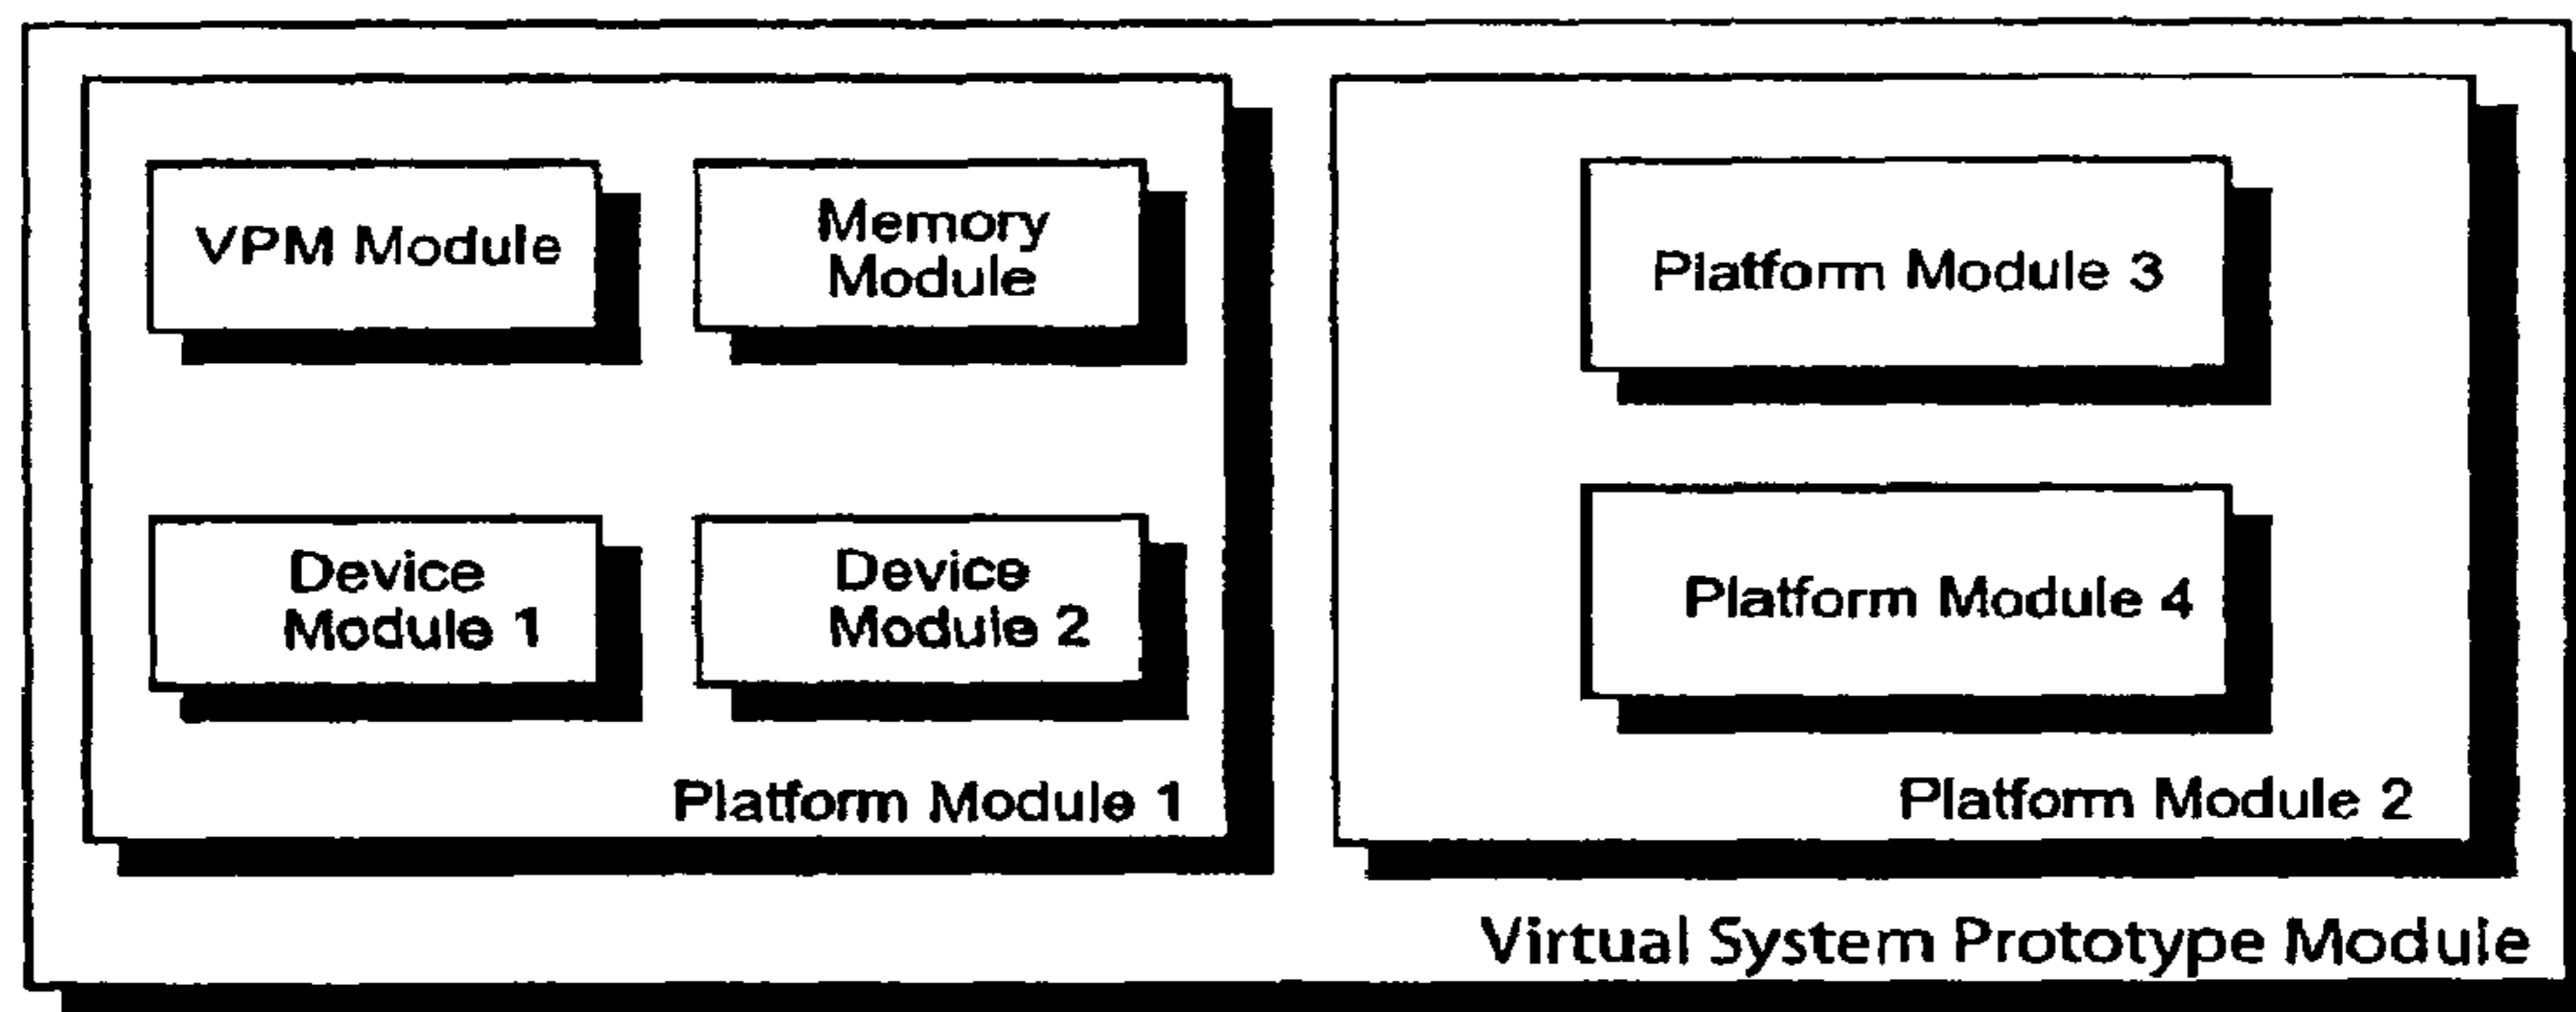 VPM Module
Memory
Module
Device
Module 1
Device
Module 2
Platform Module 1
Platform Module 3
Platform Module 4
Platform Module 2
Virtual System Prototype Module